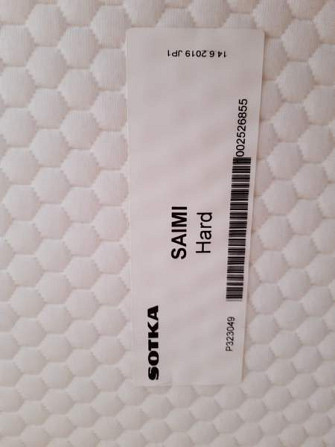 SOTKA
SAIMI
Hard
P323049
002526855
14.6.2019 JP1